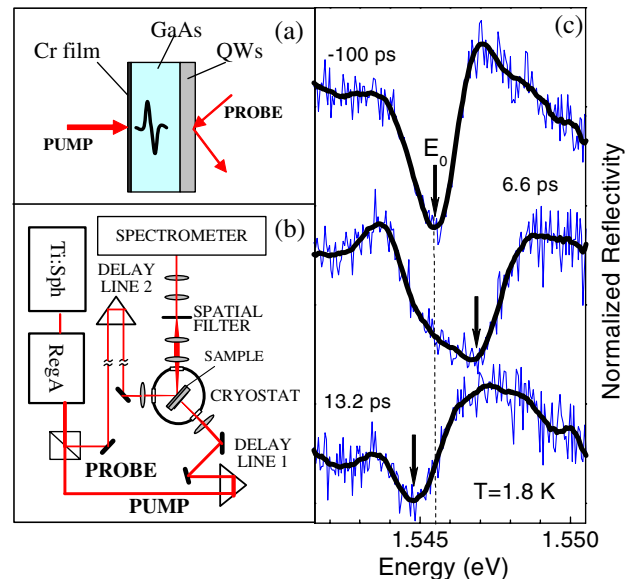 GaAs
(a)
Cr film
QWs
PROBE
PUMP
(b)
SPECTROMETER
Ti:Sph
DELAY
LINE 2
SPATIAL
FILTER
RegA
SAMPLE
CRYOSTAT
DELAY
LINE 1
PROBE
PUMP
(c)
-100 ps
E0
6.6 ps
13.2 ps
T=1.8 K
1.545
1.550
Energy (eV)
Normalized Reflectivity